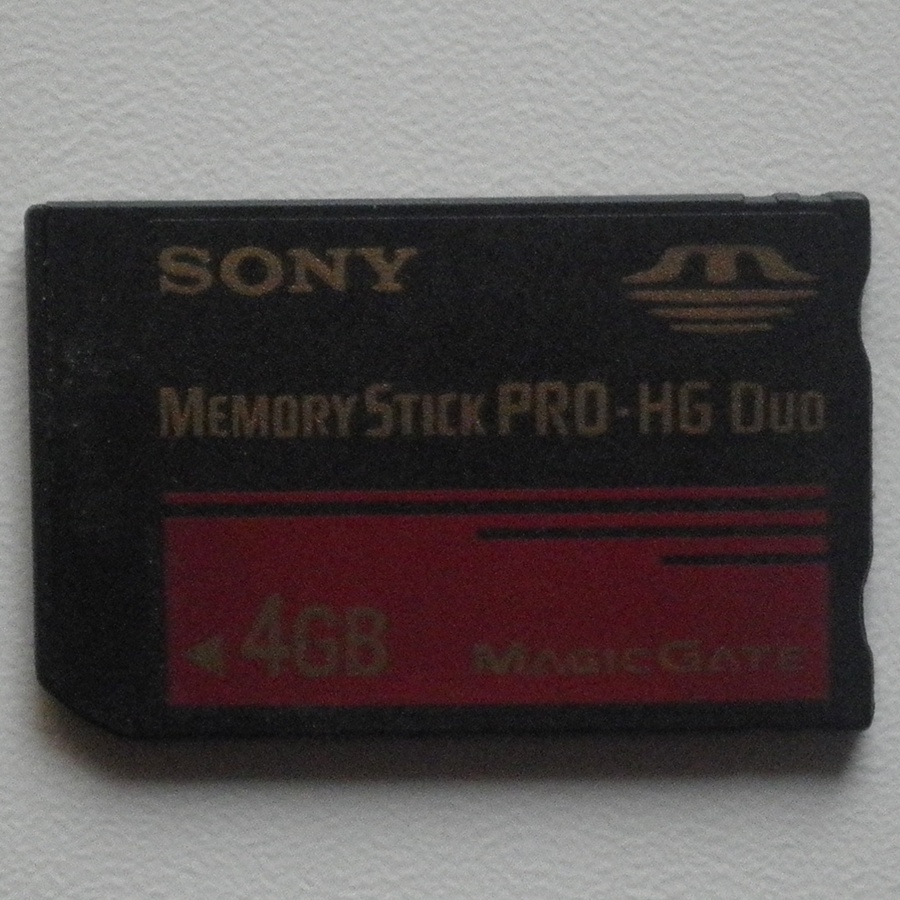 SONY
MEMORY STICK PRO-HG DUO
4GB MAGICGATE